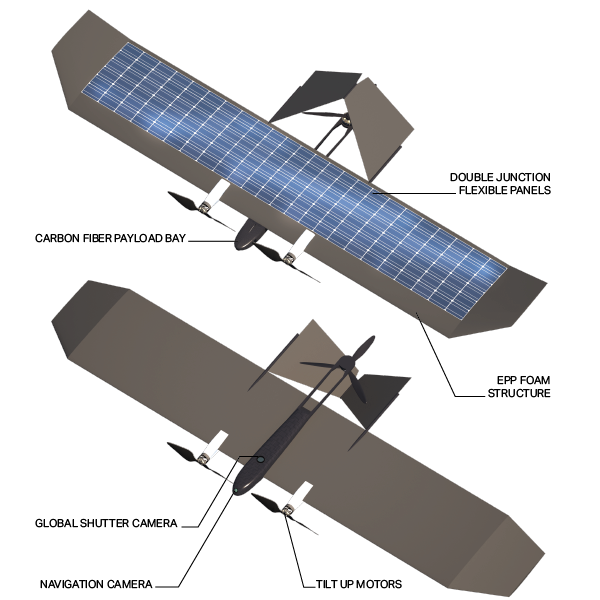 DOUBLE JUNCTION
FLEXIBLE PANELS
CARBON FIBER PAYLOAD BAY
EPP FOAM
STRUCTURE
GLOBAL SHUTTER CAMERA
NAVIGATION CAMERA
TILT UP MOTORS